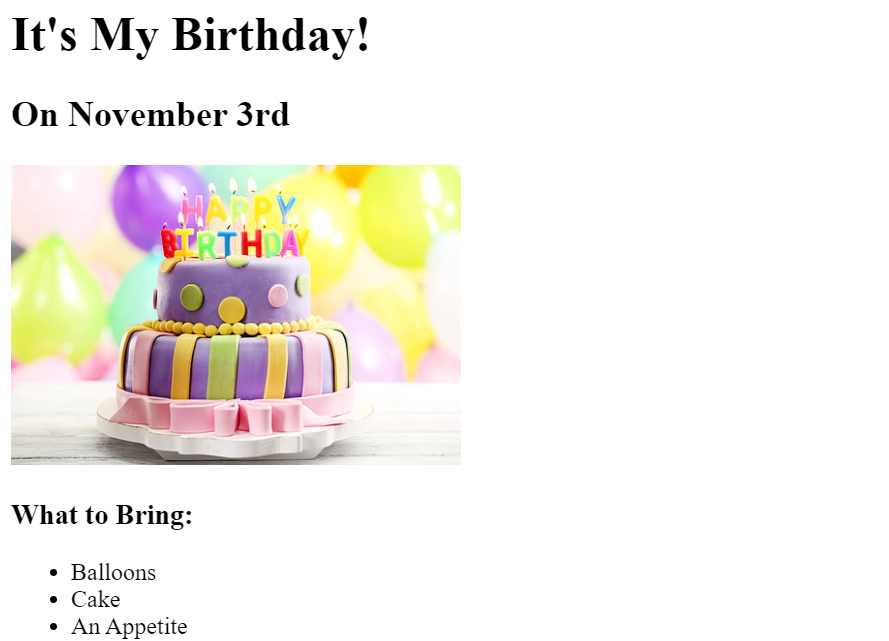 It's My Birthday!
On November 3rd
HAPPY
BIRTHDAY
What to Bring:
Balloons
Cake
An Appetite